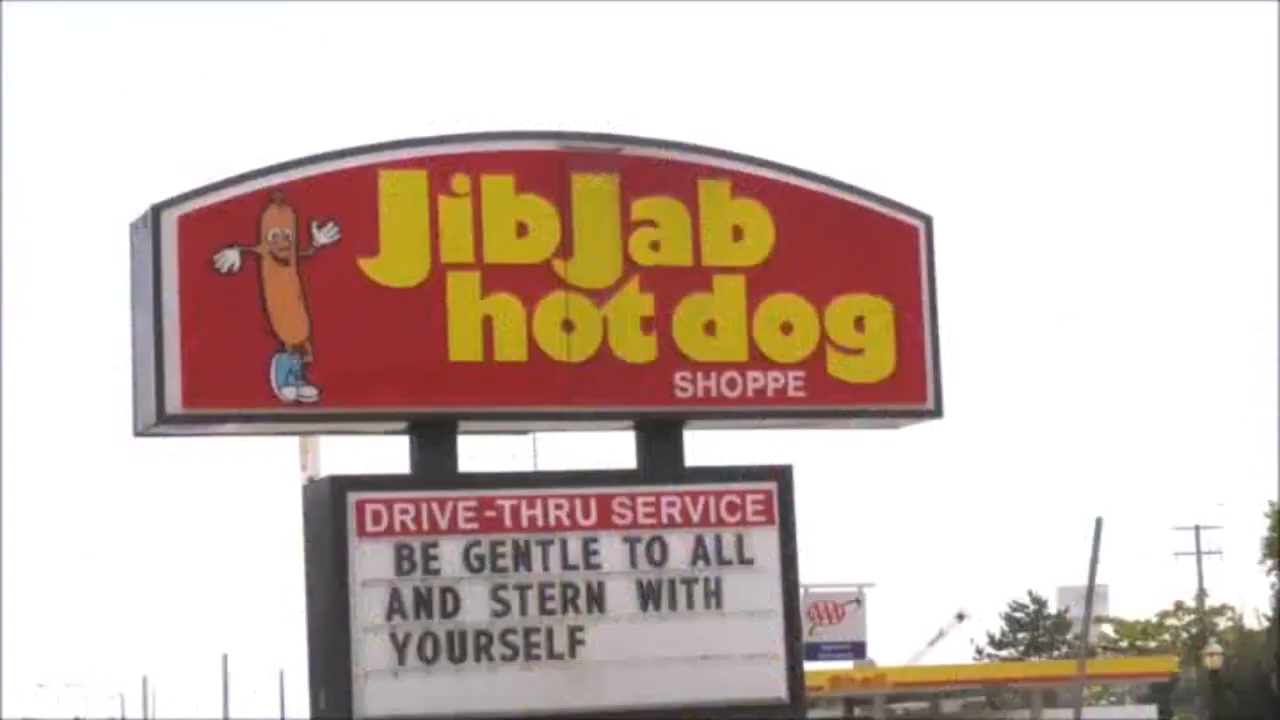 JibJab
hot dog
SHOPPE
DRIVE-THRU SERVICE
BE GENTLE TO ALL
AND STERN WITH
YOURSELF
AAA